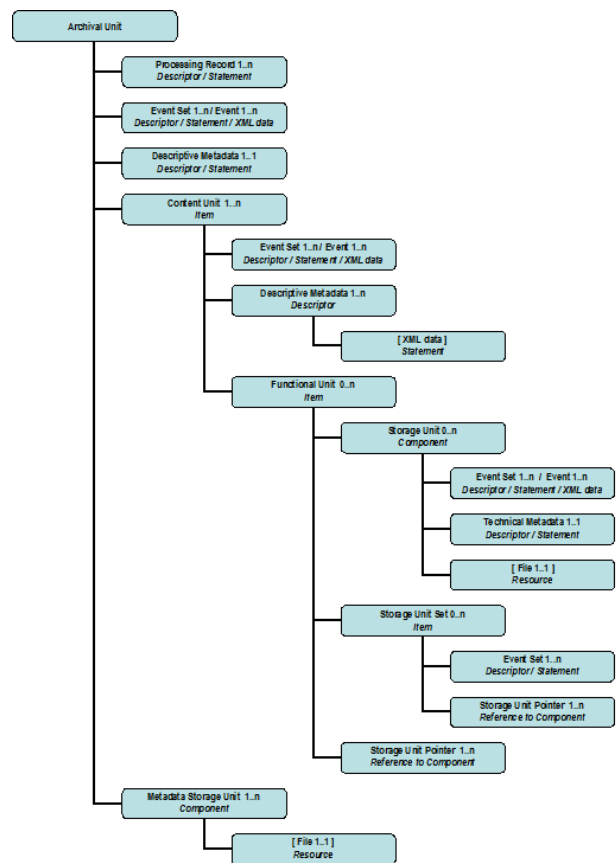 Archival Unit
Processing Record 1..n
Descriptor / Statement
Event Set 1..n / Event 1..n
Descriptor / Statement / XML data
Descriptive Metadata 1..1
Descriptor / Statement
Content Unit 1..n
Item
Event Set 1..n / Event 1..n
Descriptor / Statement / XML data
Descriptive Metadata 1..n
Descriptor
[ XML data ]
Statement
Functional Unit 0..n
Item
Storage Unit 0..n
Component
Event Set 1..n / Event 1..n
Descriptor / Statement / XML data
Technical Metadata 1..1
Descriptor / Statement
[ File 1..1 ]
Resource
Storage Unit Set 0..n
Item
Event Set 1..n
Descriptor / Statement
Storage Unit Pointer 1..n
Reference to Component
Storage Unit Pointer 1..n
Reference to Component
Metadata Storage Unit 1..n
Component
[ File 1..1 ]
Resource